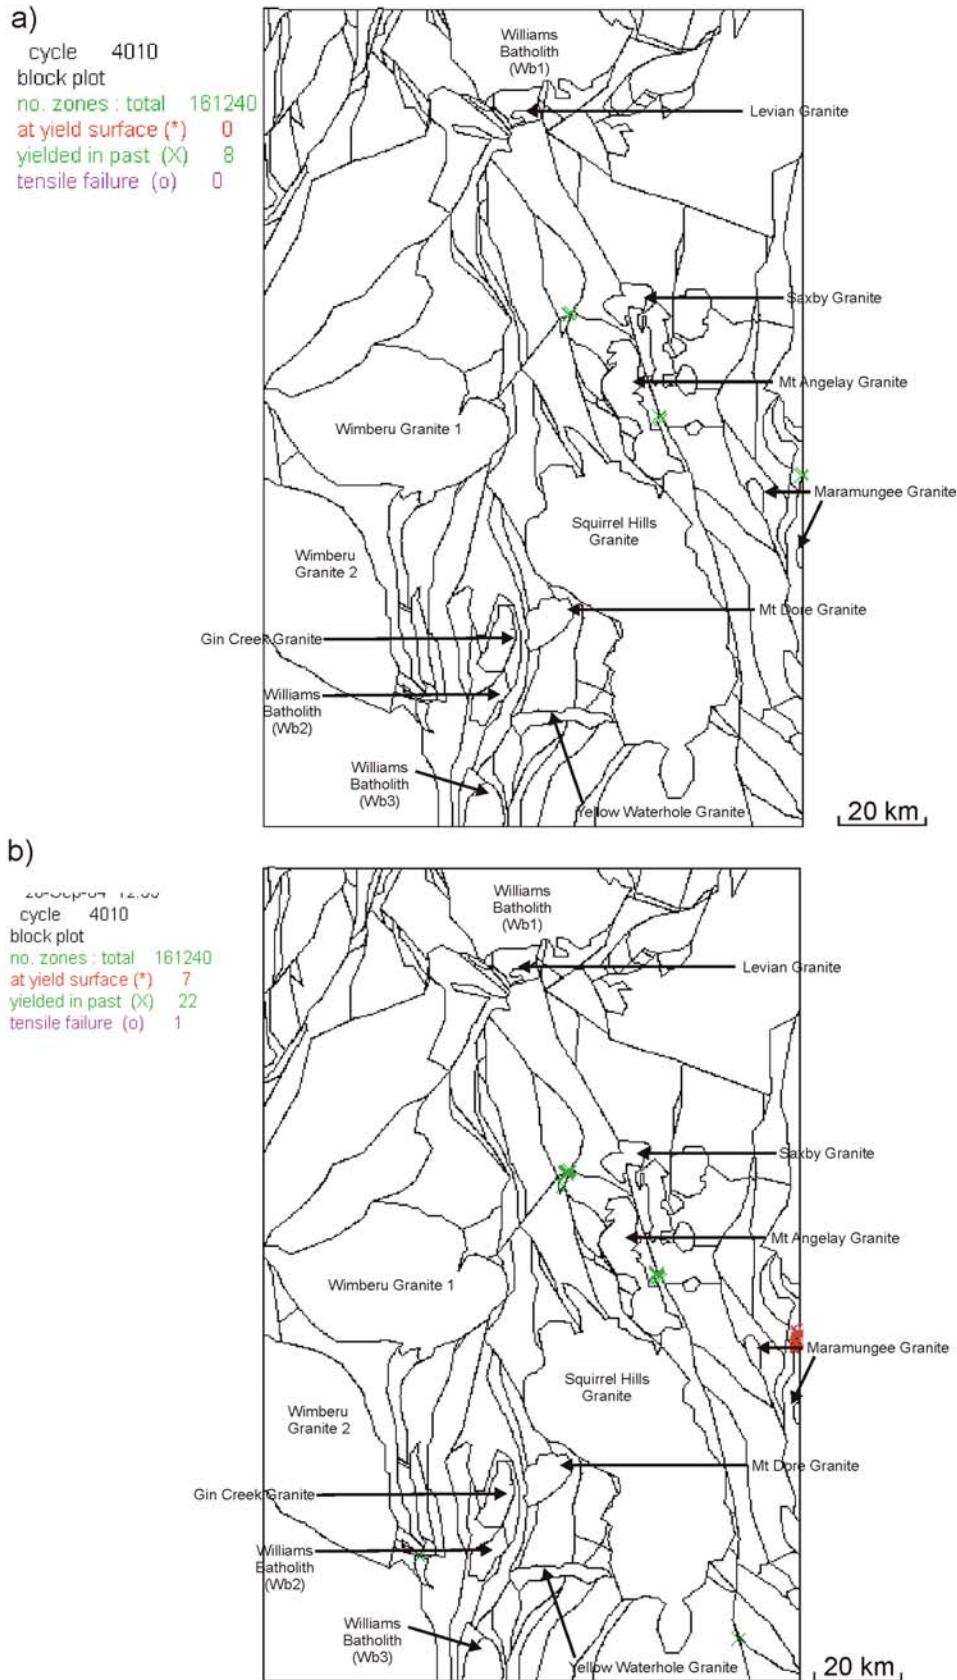 a)
cycle 4010
block plot
no. zones : total 161240
at yield surface (*) 0
yielded in past (X) 8
tensile failure (o) 0
Williams
Batholith
(Wb1)
Levian Granite
Saxby Granite
Mt Angelay Granite
Wimberu Granite 1
Maramungee Granite
Squirrel Hills
Granite
Wimberu
Granite 2
Mt Dore Granite
Gin Creek Granite
Williams
Batholith
(Wb2)
Williams
Batholith
(Wb3)
Yellow Waterhole Granite
20 km
b)
cycle 4010
block plot
no. zones : total 161240
at yield surface (*) 7
yielded in past (X) 22
tensile failure (o) 1
Williams
Batholith
(Wb1)
Levian Granite
Saxby Granite
Mt Angelay Granite
Wimberu Granite 1
Maramungee Granite
Squirrel Hills
Granite
Wimberu
Granite 2
Mt Dore Granite
Gin Creek Granite
Williams
Batholith
(Wb2)
Williams
Batholith
(Wb3)
Yellow Waterhole Granite
20 km